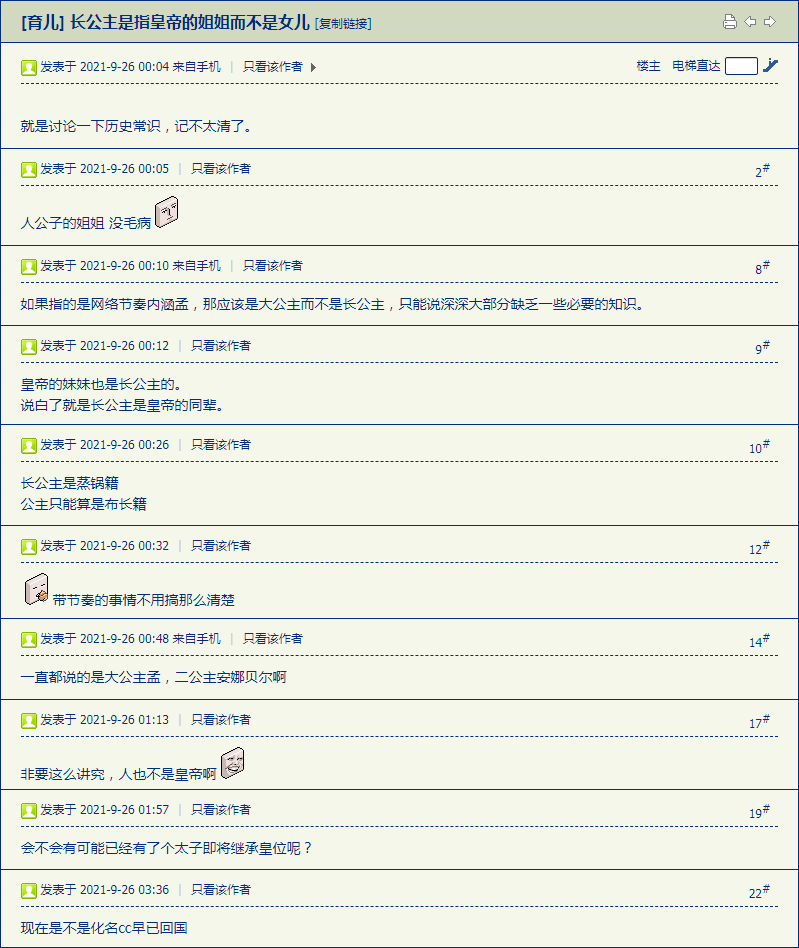 [育儿] 长公主是指皇帝的姐姐而不是女儿 [复制链接]
发表于 2021-9-26 00:04 来自手机 | 只看该作者
楼主 电梯直达
就是讨论一下历史常识，记不太清了。
发表于 2021-9-26 00:05 | 只看该作者 2#
人公子的姐姐 没毛病
发表于 2021-9-26 00:10 来自手机 | 只看该作者 8#
如果指的是网络节奏内涵孟，那应该是大公主而不是长公主，只能说深深大部分缺乏一些必要的知识。
发表于 2021-9-26 00:12 | 只看该作者 9#
皇帝的妹妹也是长公主的。
说白了就是长公主是皇帝的同辈。
发表于 2021-9-26 00:26 | 只看该作者 10#
长公主是蒸锅籍
公主只能算是布长籍
发表于 2021-9-26 00:32 | 只看该作者 12#
带节奏的事情不用搞那么清楚
发表于 2021-9-26 00:48 来自手机 | 只看该作者 14#
一直都说的是大公主孟，二公主安娜贝尔啊
发表于 2021-9-26 01:13 | 只看该作者 17#
非要这么讲究，人也不是皇帝啊
发表于 2021-9-26 01:57 | 只看该作者 19#
会不会有可能已经有了个太子即将继承皇位呢？
发表于 2021-9-26 03:36 | 只看该作者 22#
现在是不是化名cc早已回国